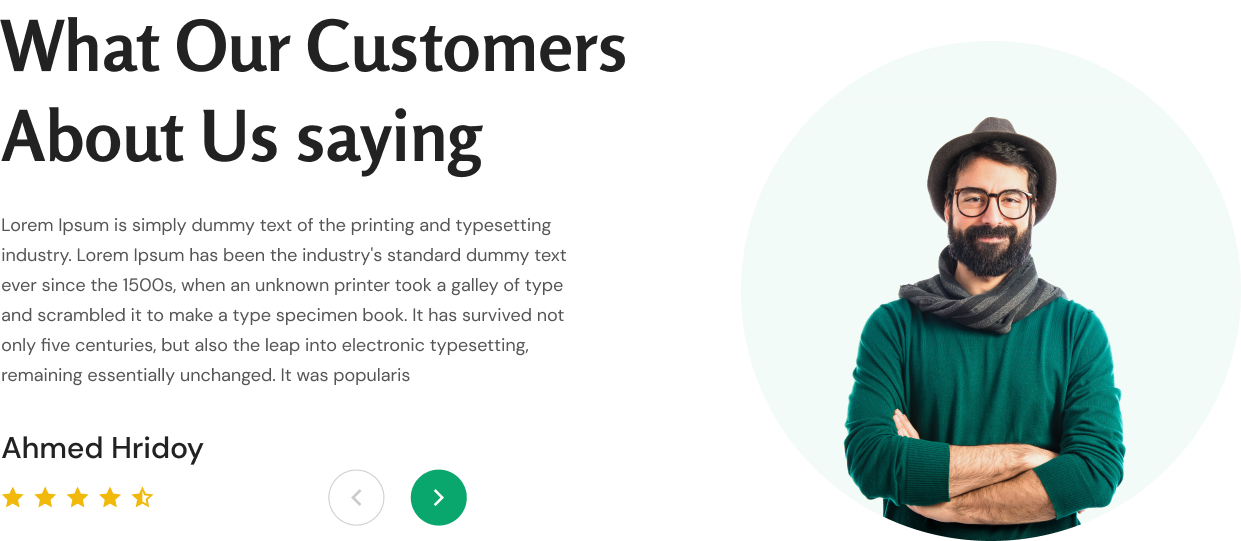 What Our Customers
About Us saying
Lorem Ipsum is simply dummy text of the printing and typesetting
industry. Lorem Ipsum has been the industry's standard dummy text
ever since the 1500s, when an unknown printer took a galley of type
and scrambled it to make a type specimen book. It has survived not
only five centuries, but also the leap into electronic typesetting,
remaining essentially unchanged. It was popularis
Ahmed Hridoy